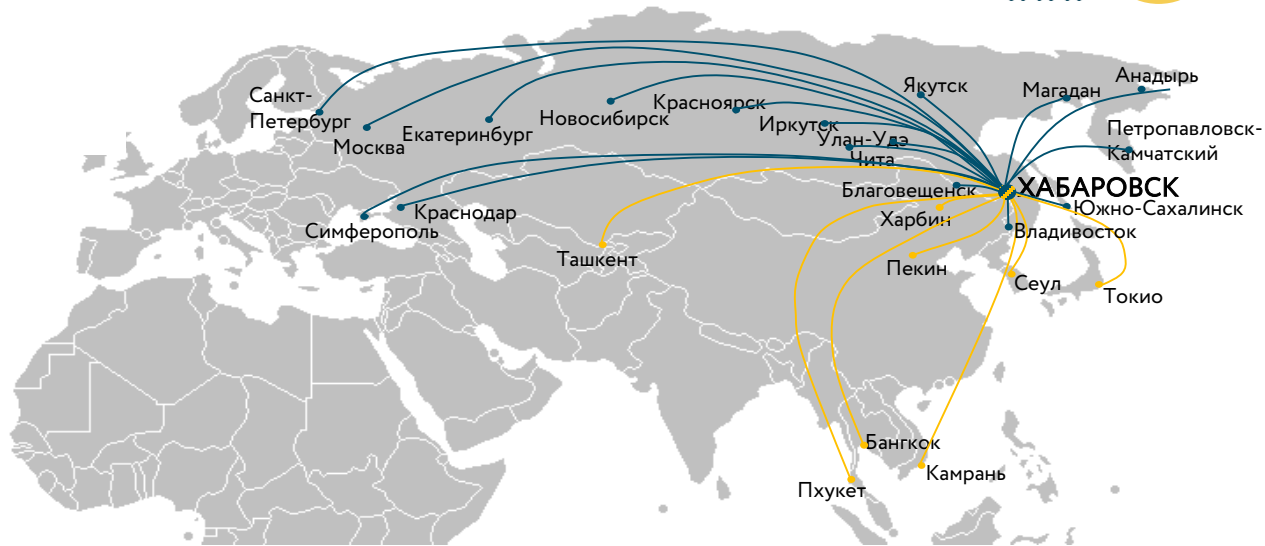 Якутск
Анадырь
Магадан
Санкт-
Петербург
Красноярск
Новосибирск
Екатеринбург
Москва
Иркутск
Улан-Удэ
Чита
Петропавловск-
Камчатский
Благовещенск
ХАБАРОВСК
Южно-Сахалинск
Краснодар
Симферополь
Харбин
Владивосток
Ташкент
Пекин
Сеул
Токио
Бангкок
Камрань
Пхукет